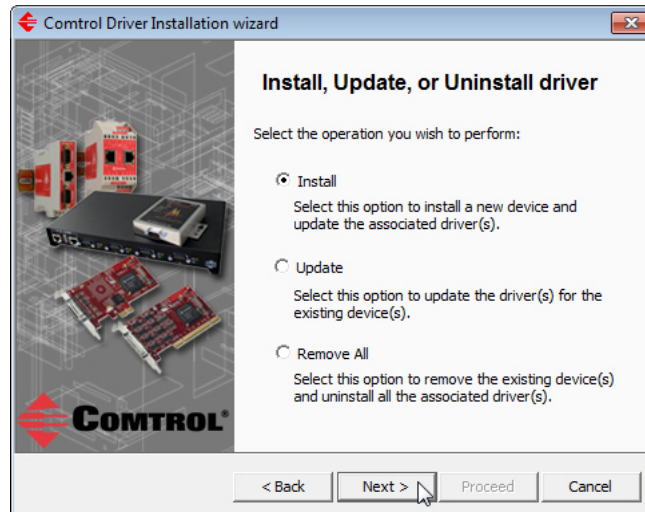 Comtrol Driver Installation wizard
Install, Update, or Uninstall driver
Select the operation you wish to perform:
Install
Select this option to install a new device and
update the associated driver(s).
Update
Select this option to update the driver(s) for the
existing device(s).
Remove All
Select this option to remove the existing device(s)
and uninstall all the associated driver(s).
COMTROL®
< Back Next > Proceed Cancel